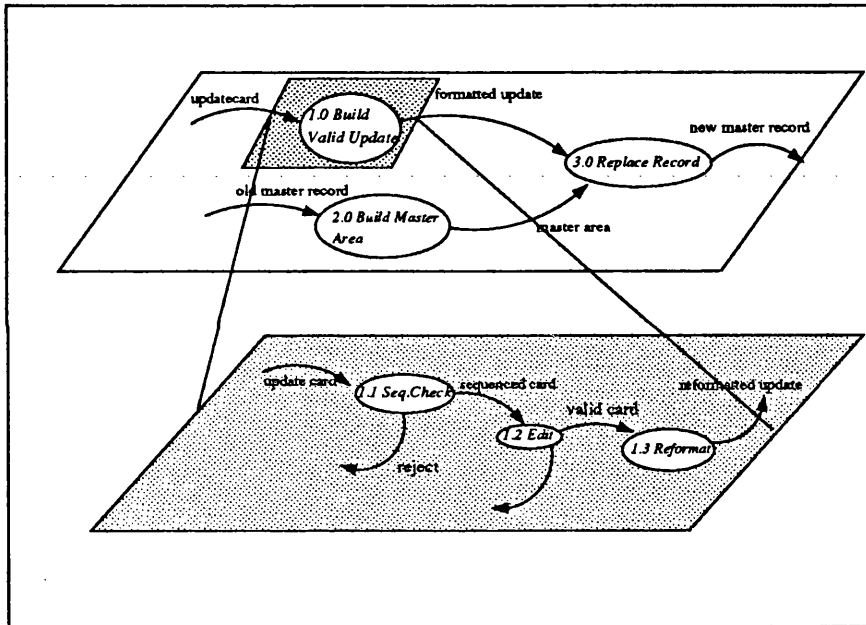 updatecard
1.0 Build
Valid Update
formatted update
new master record
3.0 Replace Record
old master record
2.0 Build Master
Area
master area
update card
1.1 Seq.Check
sequenced card
reformatted update
valid card
1.2 Edit
1.3 Reformat
reject